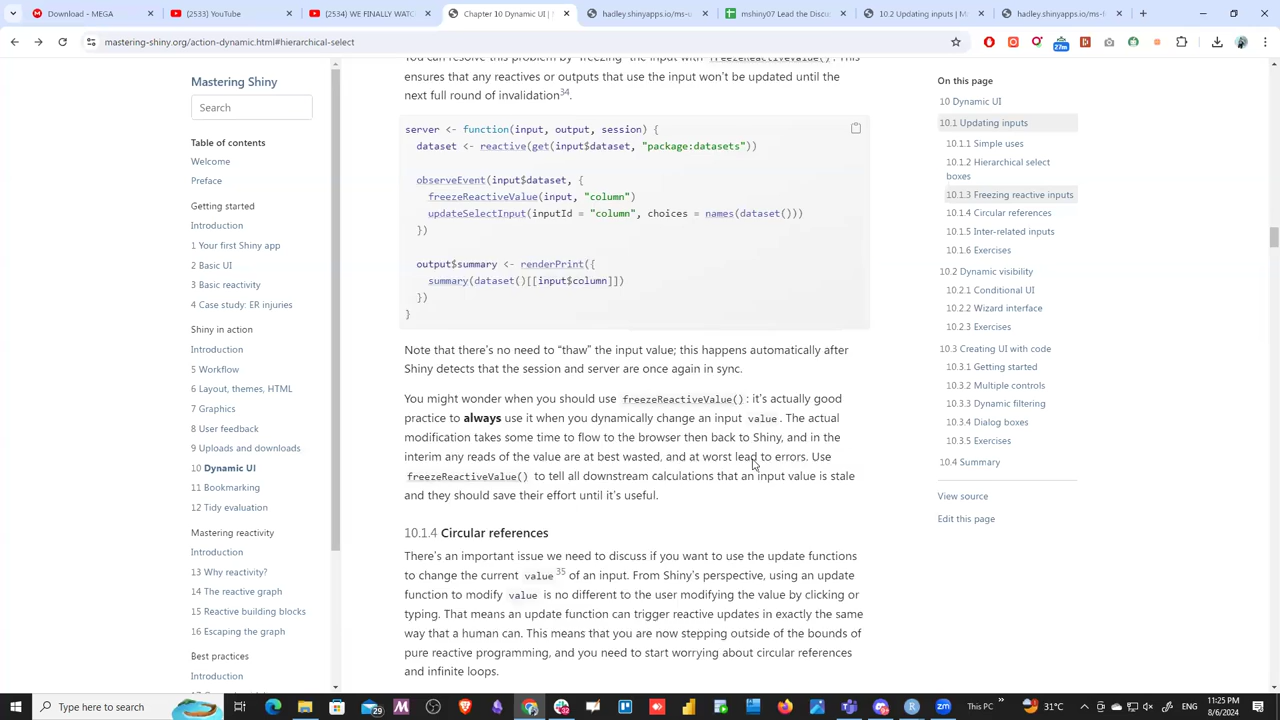 Download - MEGA
(2533) YouTube
(2534) WE FINALLY WATC
Chapter 10 Dynamic UI |
hadley.shinyapps.io/ms-u
mshiny07 Lead the Discu
10.2 Updating inputs | M
hadley.shinyapps.io/ms-f
mastering-shiny.org/action-dynamic.html#hierarchical-select
27m
Mastering Shiny
Search
Table of contents
Welcome
Preface
Getting started
Introduction
1 Your first Shiny app
2 Basic UI
3 Basic reactivity
4 Case study: ER injuries
Shiny in action
Introduction
5 Workflow
6 Layout, themes, HTML
7 Graphics
8 User feedback
9 Uploads and downloads
10 Dynamic UI
11 Bookmarking
12 Tidy evaluation
Mastering reactivity
Introduction
13 Why reactivity?
14 The reactive graph
15 Reactive building blocks
16 Escaping the graph
Best practices
Introduction
You can resolve this problem by "freezing" the input with freezeReactiveValue(). This
ensures that any reactives or outputs that use the input won't be updated until the
next full round of invalidation34.
server <- function(input, output, session) {
dataset <- reactive(get(input$dataset, "package:datasets"))
observeEvent(input$dataset, {
freezeReactiveValue(input, "column")
updateSelectInput(inputId = "column", choices = names(dataset()))
})
output$summary <- renderPrint({
summary(dataset()[[input$column]])
})
}
Note that there's no need to "thaw" the input value; this happens automatically after
Shiny detects that the session and server are once again in sync.
You might wonder when you should use freezeReactiveValue(): it's actually good
practice to always use it when you dynamically change an input value. The actual
modification takes some time to flow to the browser then back to Shiny, and in the
interim any reads of the value are at best wasted, and at worst lead to errors. Use
freezeReactiveValue() to tell all downstream calculations that an input value is stale
and they should save their effort until it's useful.
10.1.4 Circular references
There's an important issue we need to discuss if you want to use the update functions
to change the current value 35 of an input. From Shiny's perspective, using an update
function to modify value is no different to the user modifying the value by clicking or
typing. That means an update function can trigger reactive updates in exactly the same
way that a human can. This means that you are now stepping outside of the bounds of
pure reactive programming, and you need to start worrying about circular references
and infinite loops.
On this page
10 Dynamic UI
10.1 Updating inputs
10.1.1 Simple uses
10.1.2 Hierarchical select
boxes
10.1.3 Freezing reactive inputs
10.1.4 Circular references
10.1.5 Inter-related inputs
10.1.6 Exercises
10.2 Dynamic visibility
10.2.1 Conditional UI
10.2.2 Wizard interface
10.2.3 Exercises
10.3 Creating UI with code
10.3.1 Getting started
10.3.2 Multiple controls
10.3.3 Dynamic filtering
10.3.4 Dialog boxes
10.3.5 Exercises
10.4 Summary
View source
Edit this page
Type here to search
29
This PC
31°C
11:25 PM
8/6/2024